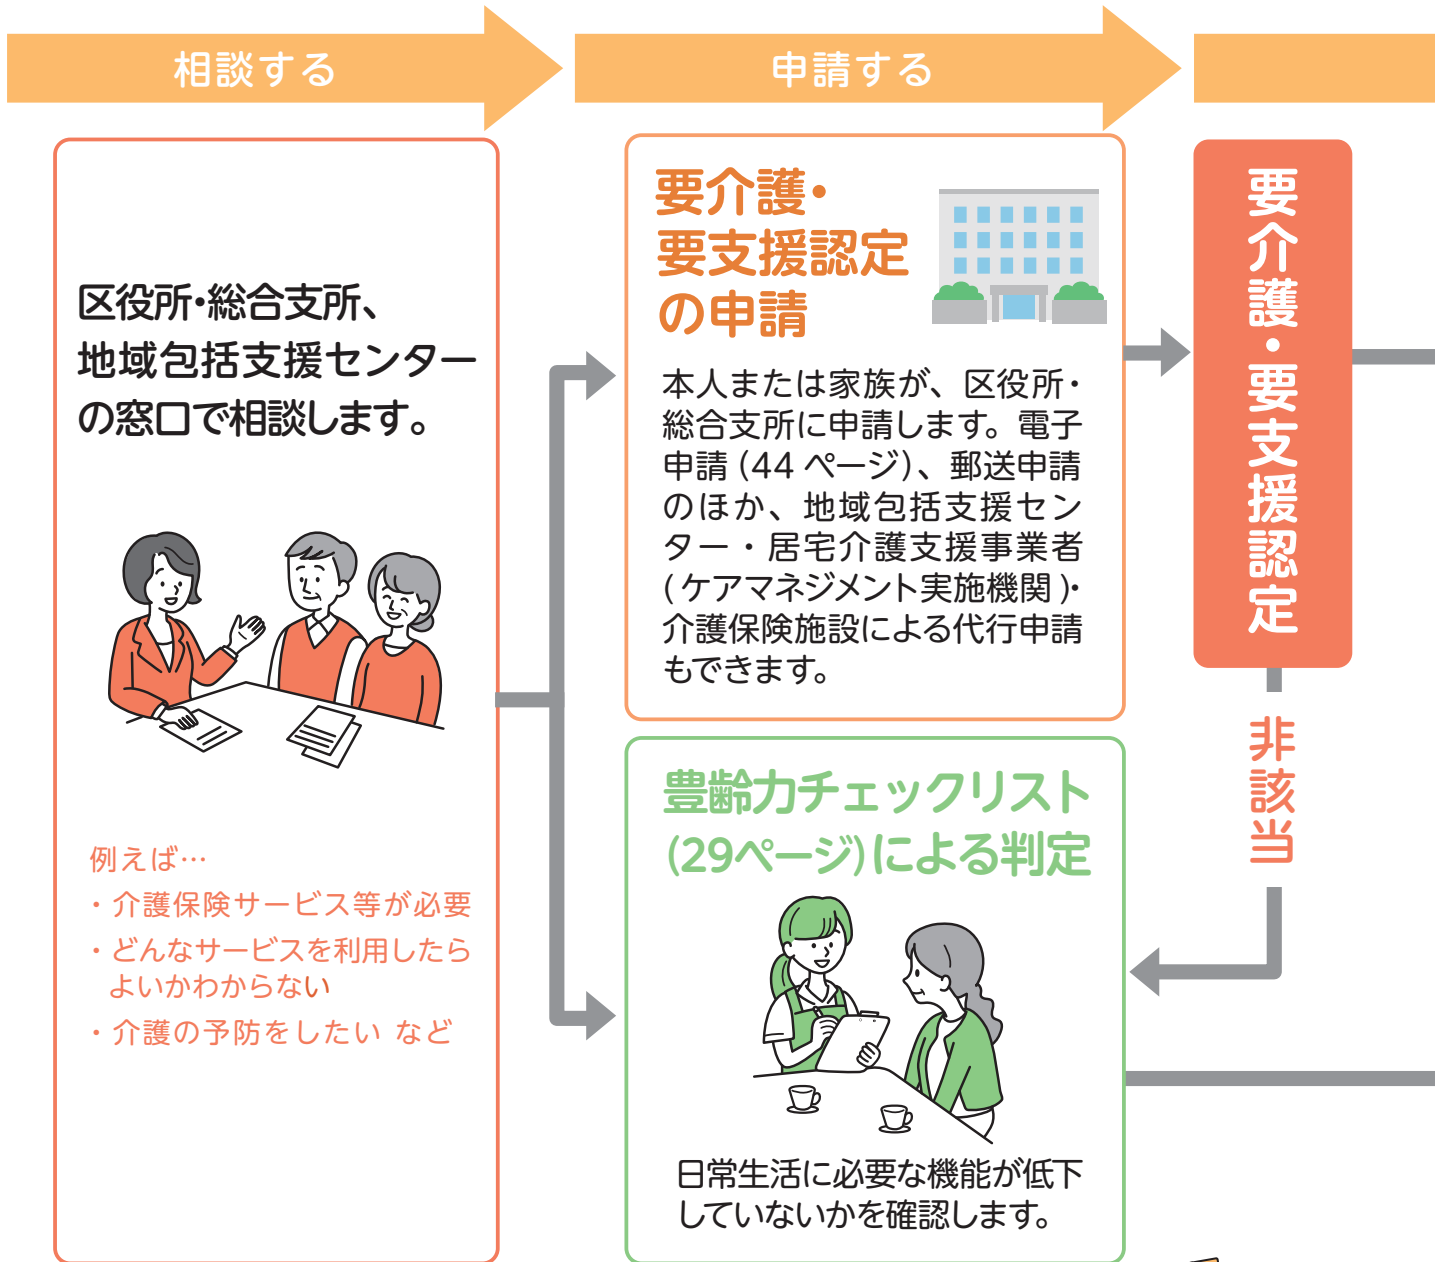 相談する
申請する
区役所・総合支所、
地域包括支援センター
の窓口で相談します。
例えば…
・介護保険サービス等が必要
・どんなサービスを利用したら
よいかわからない
・介護の予防をしたい など
要介護・
要支援認定
の申請
本人または家族が、区役所・
総合支所に申請します。電子
申請(44 ページ)、郵送申請
のほか、地域包括支援セン
ター・居宅介護支援事業者
(ケアマネジメント実施機関)・
介護保険施設による代行申請
もできます。
豊齢力チェックリスト
(29ページ)による判定
日常生活に必要な機能が低下
していないかを確認します。
要介護・要支援認定
非該当